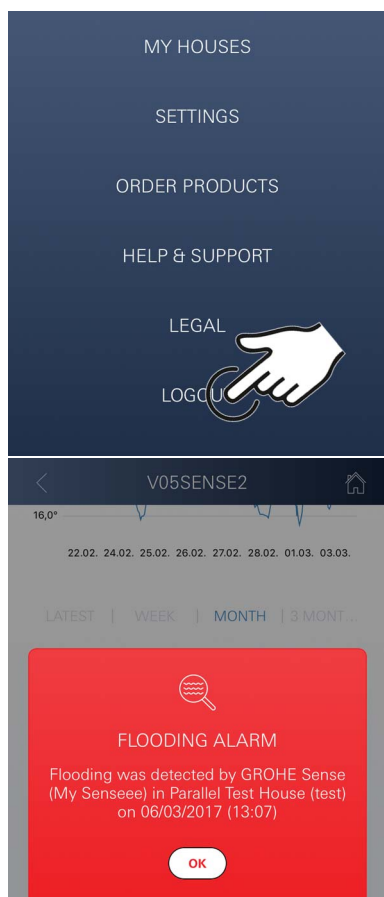 MY HOUSES
SETTINGS
ORDER PRODUCTS
HELP & SUPPORT
LEGAL
LOGOU
V05SENSE2
16,0°
22.02. 24.02. 25.02. 26.02. 27.02. 28.02. 01.03. 03.03.
LATEST | WEEK | MONTH | 3 MONT...
FLOODING ALARM
Flooding was detected by GROHE Sense
(My Senseee) in Parallel Test House (test)
on 06/03/2017 (13:07)
OK